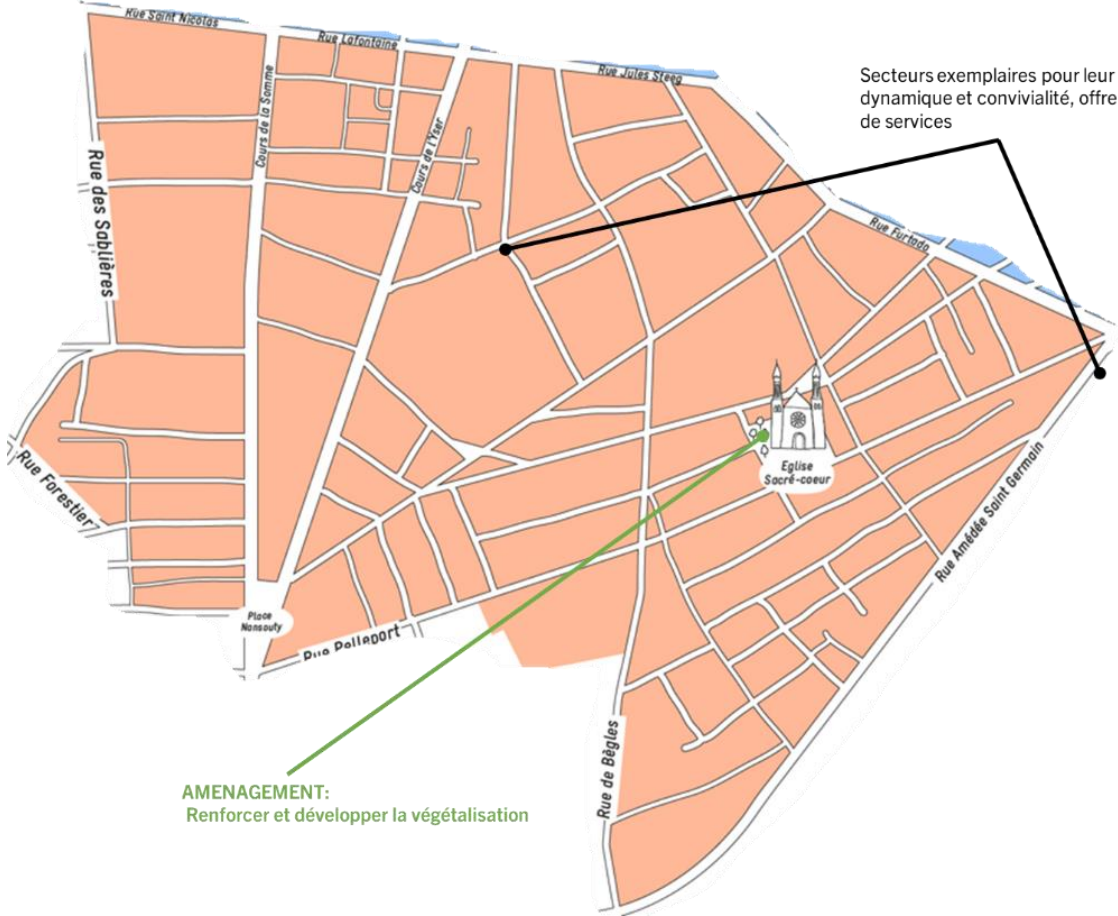 Rue Saint Nicolas
Rue Lafontaine
Rue Jules Steeg
Secteurs exemplaires pour leur
dynamique et convivialité, offre
de services
Cours de la Somme
Cours de l'Yser
Rue des Sablières
Rue Furtado
Rue Forestier
Eglise
Sacré-coeur
Rue Amédée Saint Germain
Place
Nansouty
Rue Pelleport
Rue de Bègles
AMENAGEMENT:
Renforcer et développer la végétalisation